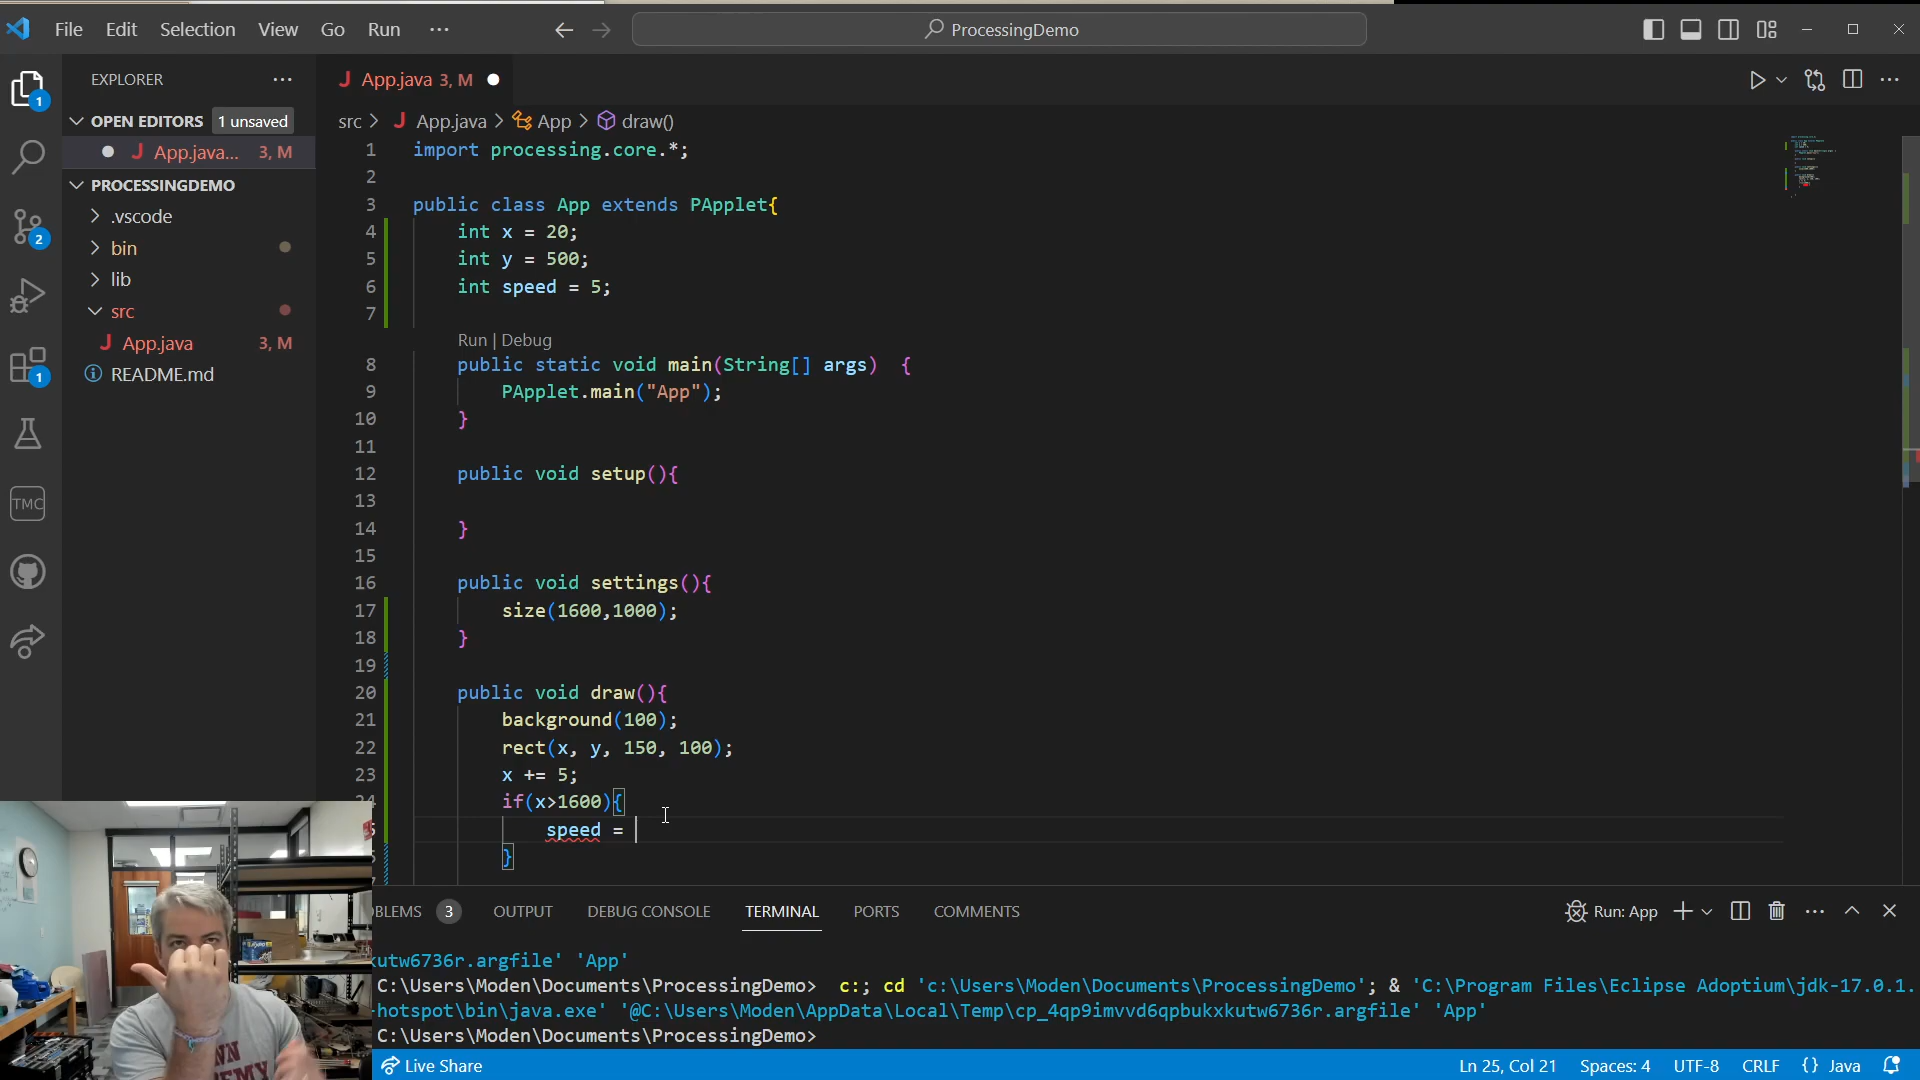 File Edit Selection View Go Run ··· ProcessingDemo
EXPLORER ···
App.java 3, M
OPEN EDITORS 1 unsaved
App.java... 3, M
PROCESSINGDEMO
.vscode
bin
lib
src
App.java 3, M
README.md
1
2
1
TMC
src > App.java > App > draw()
1 import processing.core.*;
2
3 public class App extends PApplet{
4 int x = 20;
5 int y = 500;
6 int speed = 5;
7
Run | Debug
8 public static void main(String[] args)  {
9 PApplet.main("App");
10 }
11
12 public void setup(){
13
14 }
15
16 public void settings(){
17 size(1600,1000);
18 }
19
20 public void draw(){
21 background(100);
22 rect(x, y, 150, 100);
23 x += 5;
24 if(x>1600){
speed =
}
BLEMS 3 OUTPUT DEBUG CONSOLE TERMINAL PORTS COMMENTS Run: App
kutw6736r.argfile' 'App'
C:\Users\Moden\Documents\ProcessingDemo>  c:; cd 'c:\Users\Moden\Documents\ProcessingDemo'; & 'C:\Program Files\Eclipse Adoptium\jdk-17.0.1.
-hotspot\bin\java.exe' '@C:\Users\Moden\AppData\Local\Temp\cp_4qp9imvvd6qpbukxkutw6736r.argfile' 'App'
C:\Users\Moden\Documents\ProcessingDemo>
Live Share Ln 25, Col 21 Spaces: 4 UTF-8 CRLF {} Java